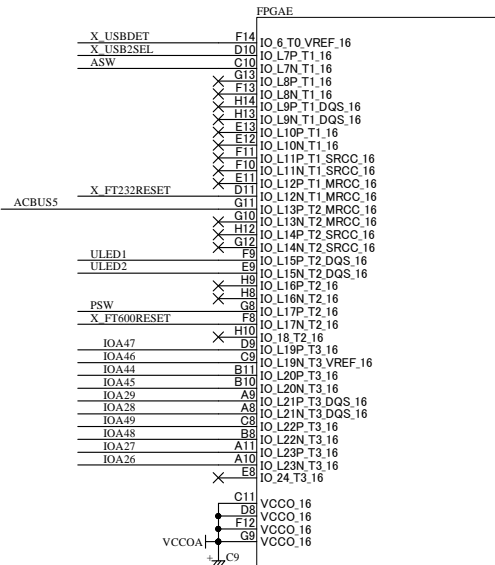 FPGAE
X_USBDET F14 IO_6_T0_VREF_16
X_USB2SEL D10 IO_L7P_T1_16
ASW C10 IO_L7N_T1_16
G13 IO_L8P_T1_16
F13 IO_L8N_T1_16
H14 IO_L9P_T1_DQS_16
H13 IO_L9N_T1_DQS_16
E13 IO_L10P_T1_16
E12 IO_L10N_T1_16
F11 IO_L11P_T1_SRCC_16
F10 IO_L11N_T1_SRCC_16
E11 IO_L12P_T1_MRCC_16
X_FT232RESET D11 IO_L12N_T1_MRCC_16
ACBUS5 G11 IO_L13P_T2_MRCC_16
G10 IO_L13N_T2_MRCC_16
H12 IO_L14P_T2_SRCC_16
G12 IO_L14N_T2_SRCC_16
ULED1 F9 IO_L15P_T2_DQS_16
ULED2 E9 IO_L15N_T2_DQS_16
H9 IO_L16P_T2_16
H8 IO_L16N_T2_16
PSW G8 IO_L17P_T2_16
X_FT600RESET F8 IO_L17N_T2_16
H10 IO_18_T2_16
IOA47 D9 IO_L19P_T3_16
IOA46 C9 IO_L19N_T3_VREF_16
IOA44 B11 IO_L20P_T3_16
IOA45 B10 IO_L20N_T3_16
IOA29 A9 IO_L21P_T3_DQS_16
IOA28 A8 IO_L21N_T3_DQS_16
IOA49 C8 IO_L22P_T3_16
IOA48 B8 IO_L22N_T3_16
IOA27 A11 IO_L23P_T3_16
IOA26 A10 IO_L23N_T3_16
E8 IO_24_T3_16
C11 VCCO_16
D8 VCCO_16
F12 VCCO_16
VCCOA G9 VCCO_16
+ C9